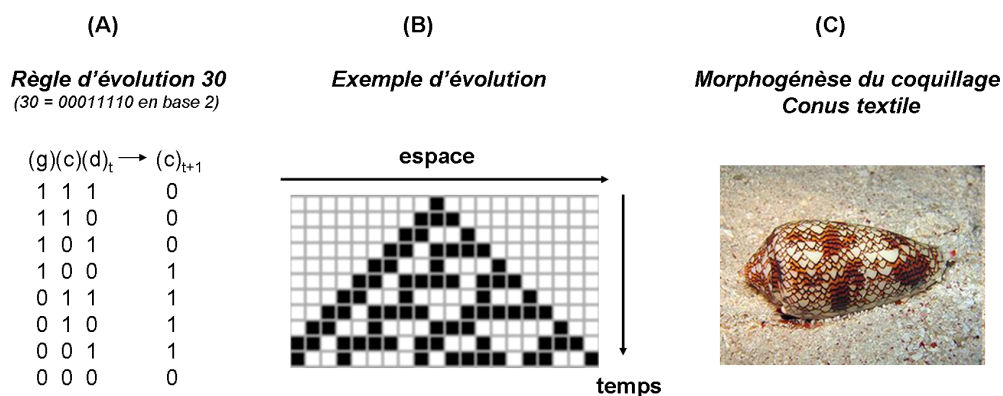 (A)
Règle d'évolution 30
(30 = 00011110 en base 2)
(g)(c)(d)t → (c)t+1
1 1 1 0
1 1 0 0
1 0 1 0
1 0 0 1
0 1 1 1
0 1 0 1
0 0 1 1
0 0 0 0
(B)
Exemple d'évolution
espace
temps
(C)
Morphogénèse du coquillage
Conus textile